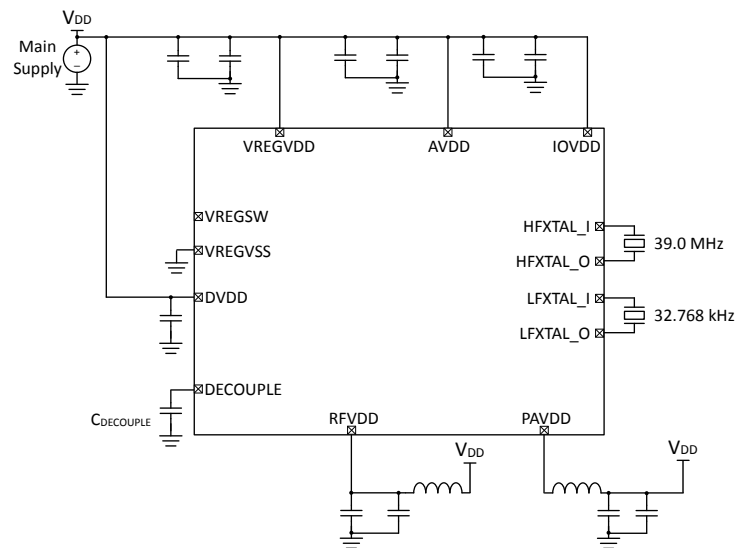 VDD
Main
Supply
VREGVDD
AVDD
IOVDD
VREGSW
VREGVSS
DVDD
DECOUPLE
CDECOUPLE
HFXTAL_I
HFXTAL_O
39.0 MHz
LFXTAL_I
LFXTAL_O
32.768 kHz
RFVDD
PAVDD
VDD
VDD